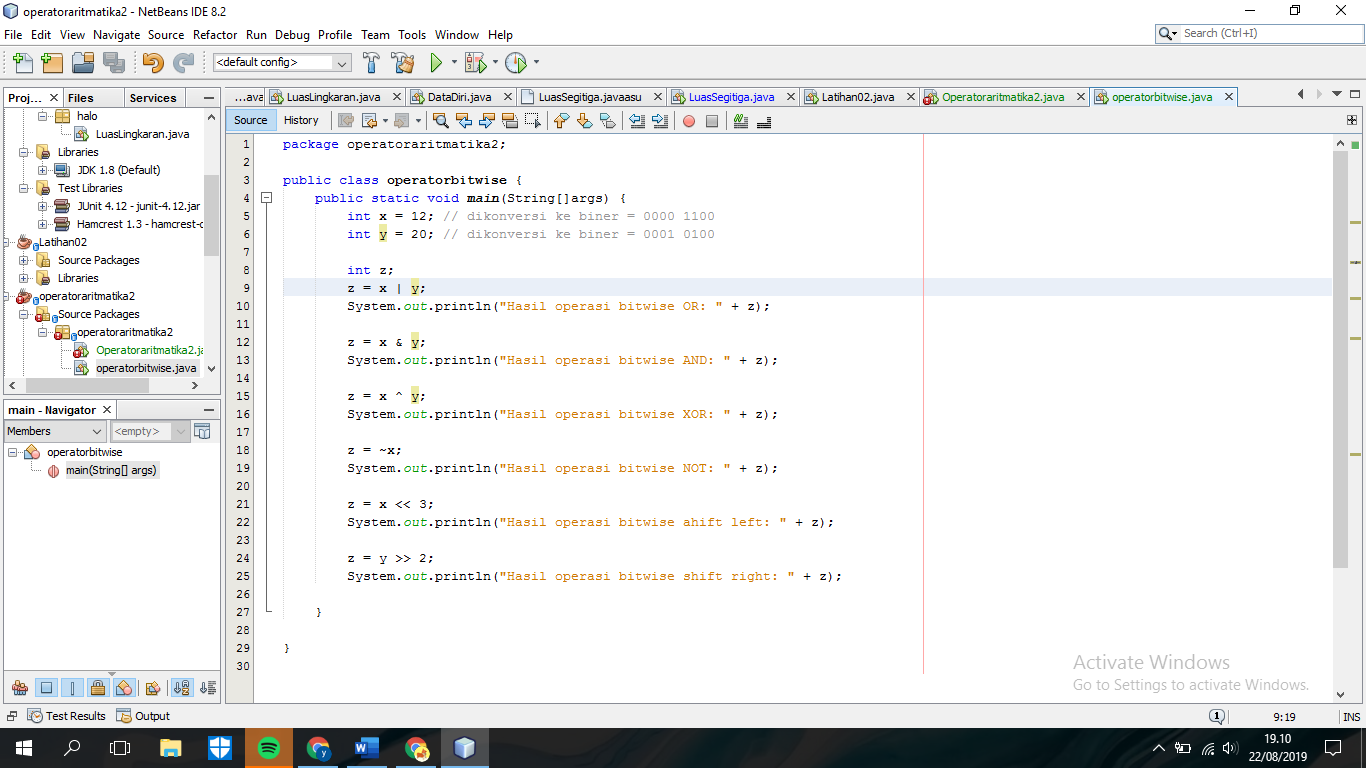 operatoraritmatika2 - NetBeans IDE 8.2
File Edit View Navigate Source Refactor Run Debug Profile Team Tools Window Help
Search (Ctrl+I)
<default config>
Proj... Files Services
...ava LuasLingkaran.java DataDiri.java LuasSegitiga.javaasu LuasSegitiga.java Latihan02.java Operatoraritmatika2.java operatorbitwise.java
Source History
halo
LuasLingkaran.java
Libraries
JDK 1.8 (Default)
Test Libraries
JUnit 4.12 - junit-4.12.jar
Hamcrest 1.3 - hamcrest-c
Latihan02
Source Packages
Libraries
operatoraritmatika2
Source Packages
operatoraritmatika2
Operatoraritmatika2.ja
operatorbitwise.java
main - Navigator
Members <empty>
operatorbitwise
main(String[] args)
1 package operatoraritmatika2;
2
3 public class operatorbitwise {
4 public static void main(String[]args) {
5 int x = 12; // dikonversi ke biner = 0000 1100
6 int y = 20; // dikonversi ke biner = 0001 0100
7
8 int z;
9 z = x | y;
10 System.out.println("Hasil operasi bitwise OR: " + z);
11
12 z = x & y;
13 System.out.println("Hasil operasi bitwise AND: " + z);
14
15 z = x ^ y;
16 System.out.println("Hasil operasi bitwise XOR: " + z);
17
18 z = ~x;
19 System.out.println("Hasil operasi bitwise NOT: " + z);
20
21 z = x << 3;
22 System.out.println("Hasil operasi bitwise ahift left: " + z);
23
24 z = y >> 2;
25 System.out.println("Hasil operasi bitwise shift right: " + z);
26
27 }
28
29 }
30
Activate Windows
Go to Settings to activate Windows.
Test Results Output
1 9:19 INS
19.10
22/08/2019